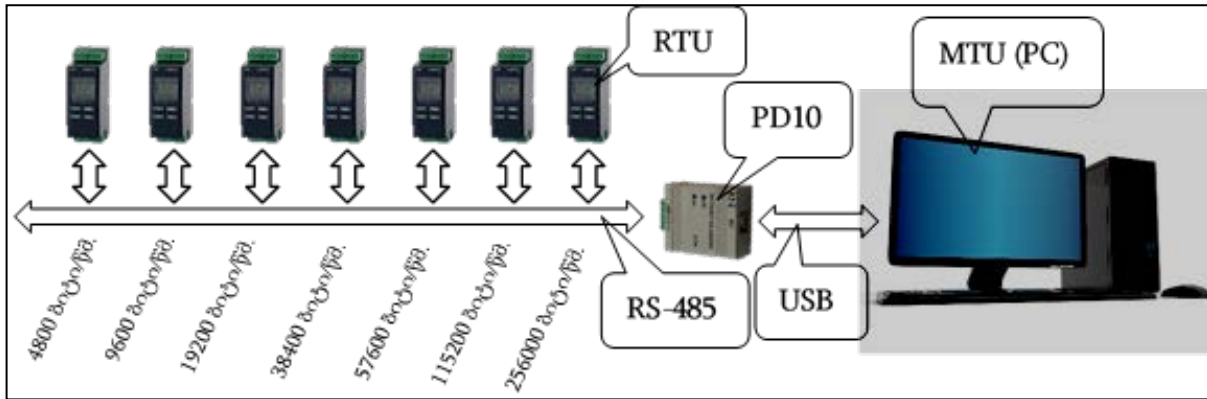 RTU
MTU (PC)
PD10
RS-485
USB
4800 ბიტი/წმ.
9600 ბიტი/წმ.
19200 ბიტი/წმ.
38400 ბიტი/წმ.
57600 ბიტი/წმ.
115200 ბიტი/წმ.
256000 ბიტი/წმ.